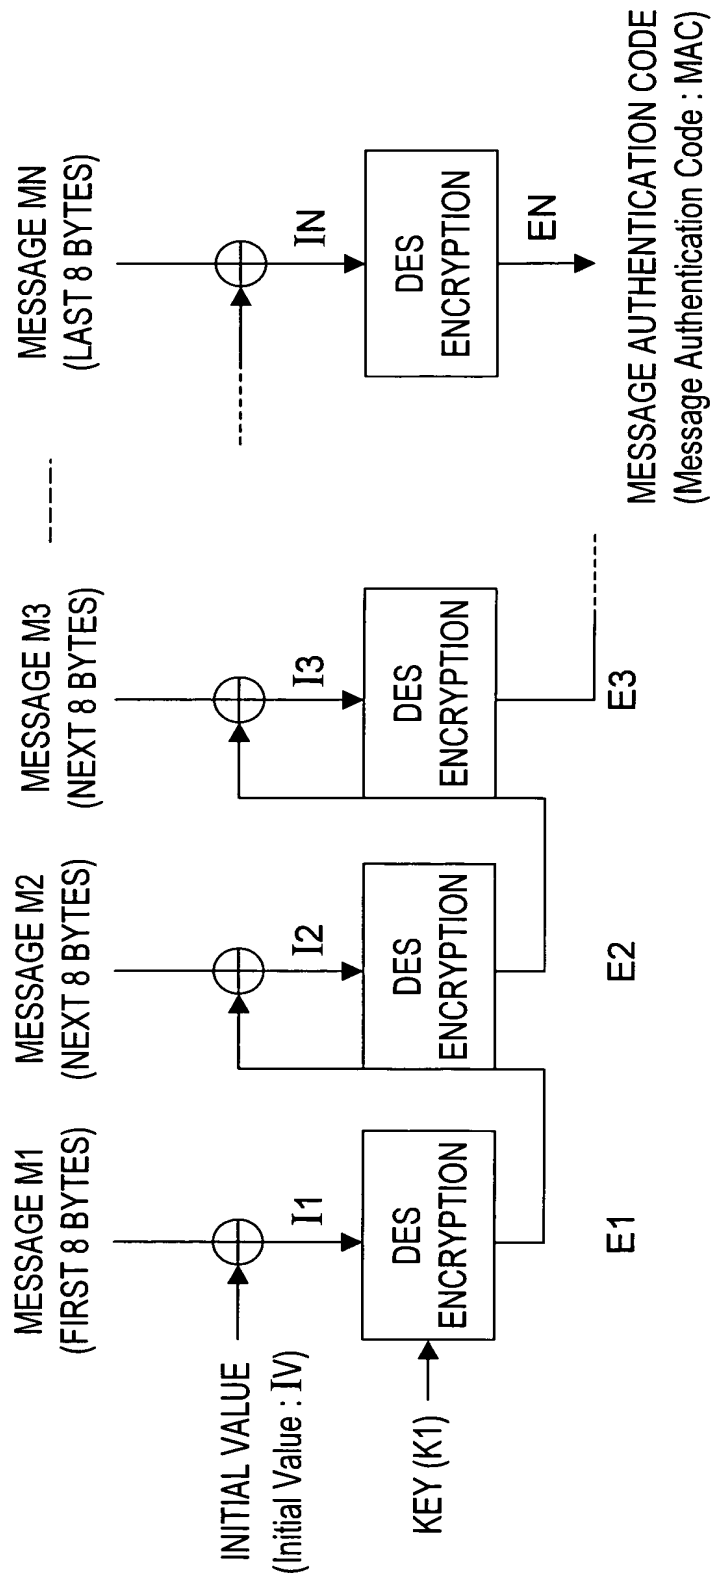 MESSAGE M1
(FIRST 8 BYTES)
MESSAGE M2
(NEXT 8 BYTES)
MESSAGE M3
(NEXT 8 BYTES)
MESSAGE MN
(LAST 8 BYTES)
INITIAL VALUE
(Initial Value : IV)
I1
I2
I3
IN
KEY (K1)
DES
ENCRYPTION
DES
ENCRYPTION
DES
ENCRYPTION
DES
ENCRYPTION
E1
E2
E3
EN
MESSAGE AUTHENTICATION CODE
(Message Authentication Code : MAC)